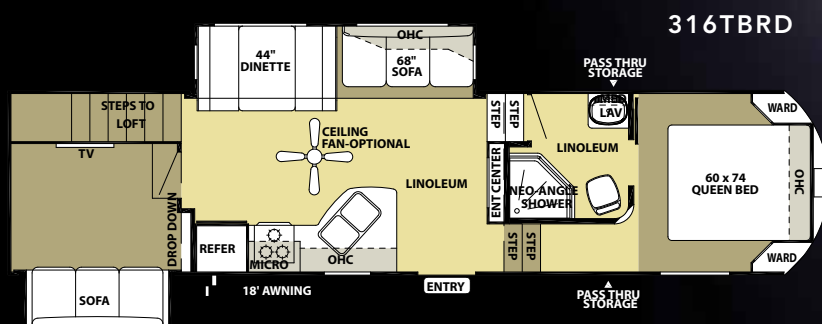 316TBRD
PASS THRU
STORAGE
44"
DINETTE
OHC
68"
SOFA
STEPS TO
LOFT
TV
DROP DOWN
SOFA
CEILING
FAN-OPTIONAL
LINOLEUM
REFER
MICRO
OHC
18' AWNING
ENTRY
STEP
STEP
ENT CENTER
STEP
STEP
LAV
LINOLEUM
NEO-ANGLE
SHOWER
WARD
60 x 74
QUEEN BED
OHC
WARD
PASS THRU
STORAGE